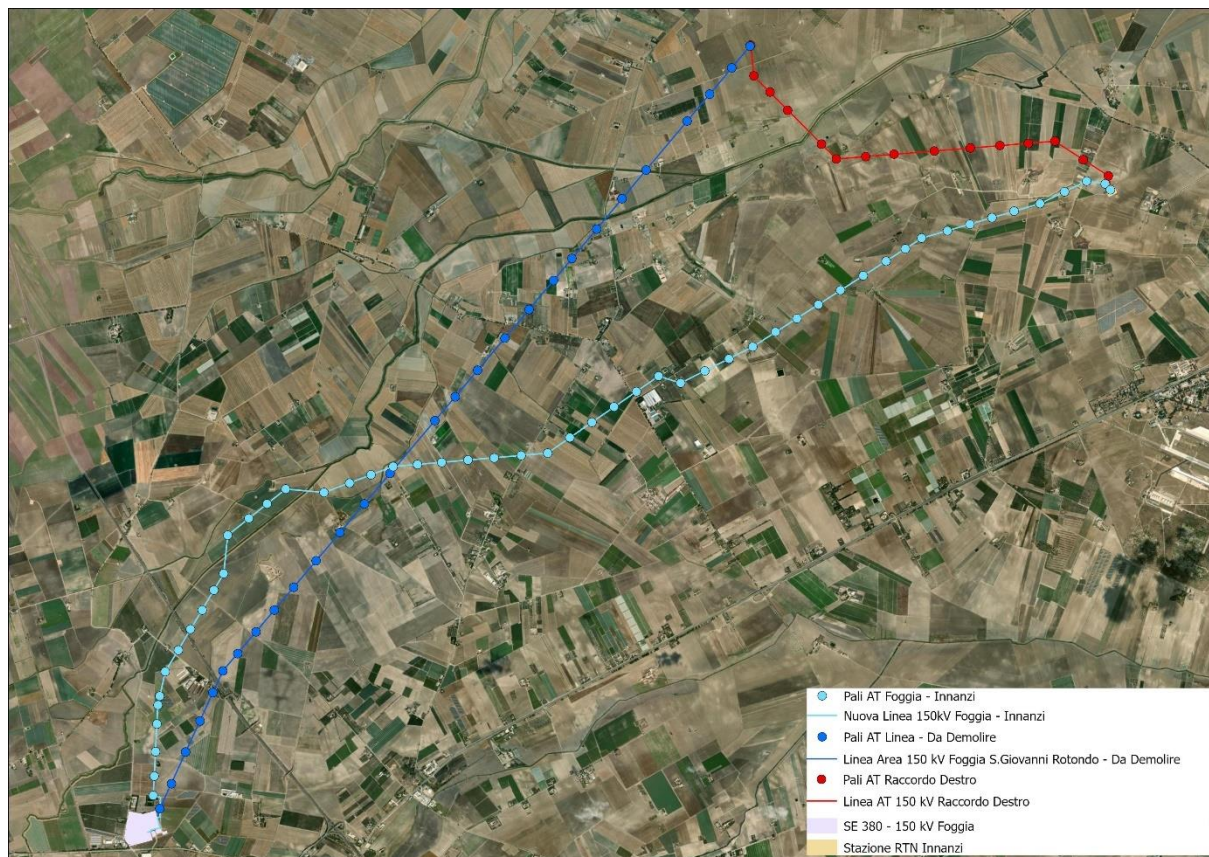 Pali AT Foggia - Innanzi
Nuova Linea 150kV Foggia - Innanzi
Pali AT Linea - Da Demolire
Linea Area 150 kV Foggia S.Giovanni Rotondo - Da Demolire
Pali AT Raccordo Destro
Linea AT 150 kV Raccordo Destro
SE 380 - 150 kV Foggia
Stazione RTN Innanzi